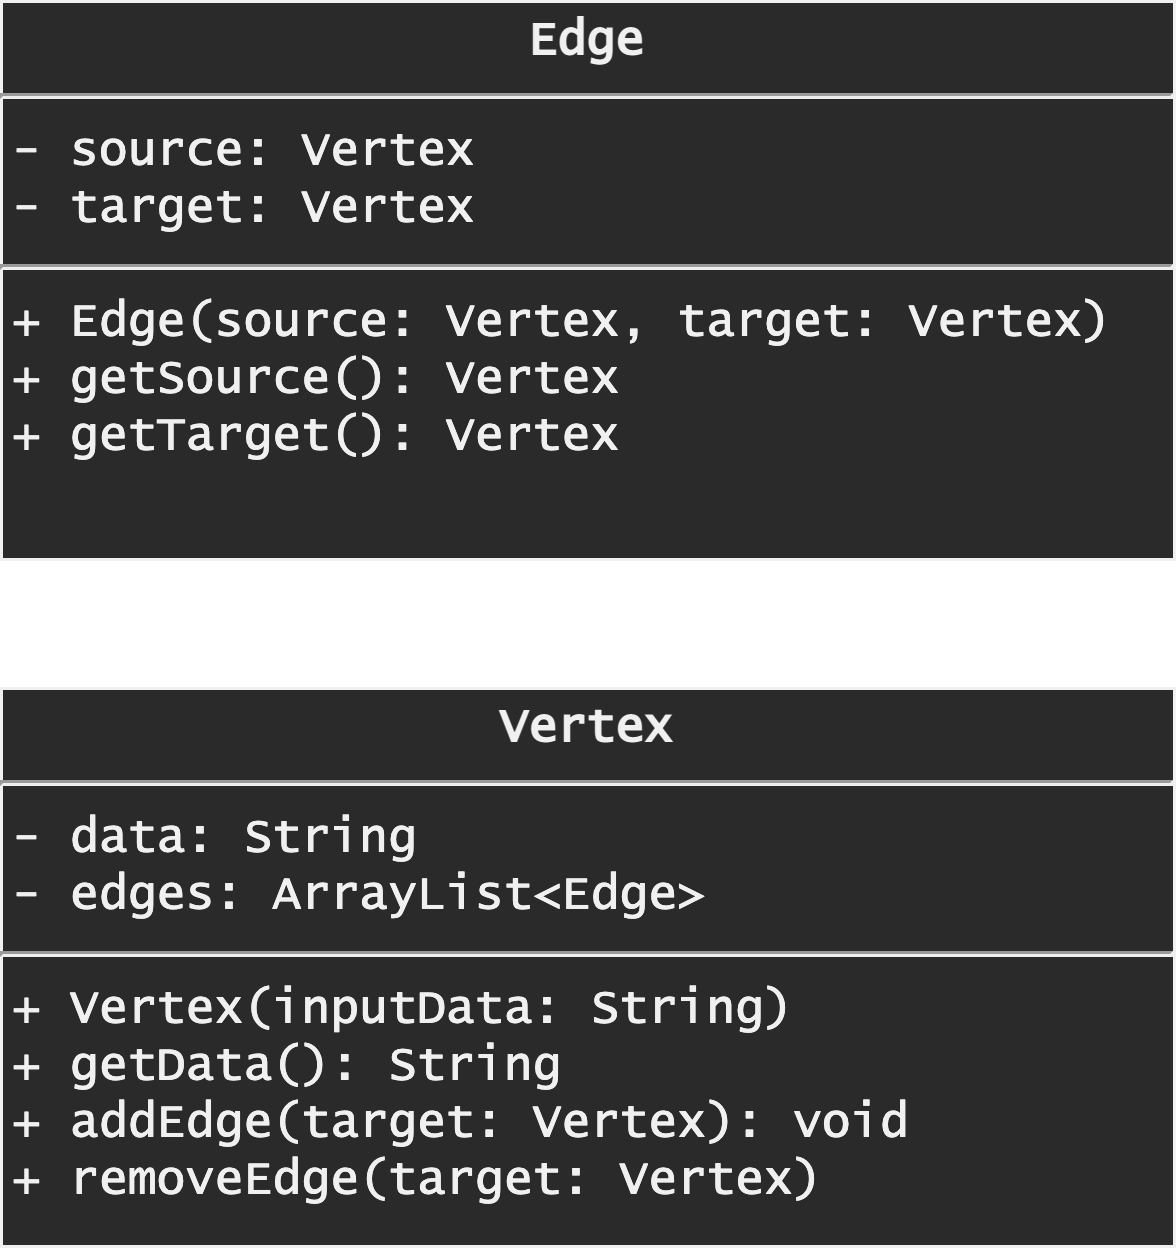 Edge
- source: Vertex
- target: Vertex
+ Edge(source: Vertex, target: Vertex)
+ getSource(): Vertex
+ getTarget(): Vertex
Vertex
- data: String
- edges: ArrayList<Edge>
+ Vertex(inputData: String)
+ getData(): String
+ addEdge(target: Vertex): void
+ removeEdge(target: Vertex)